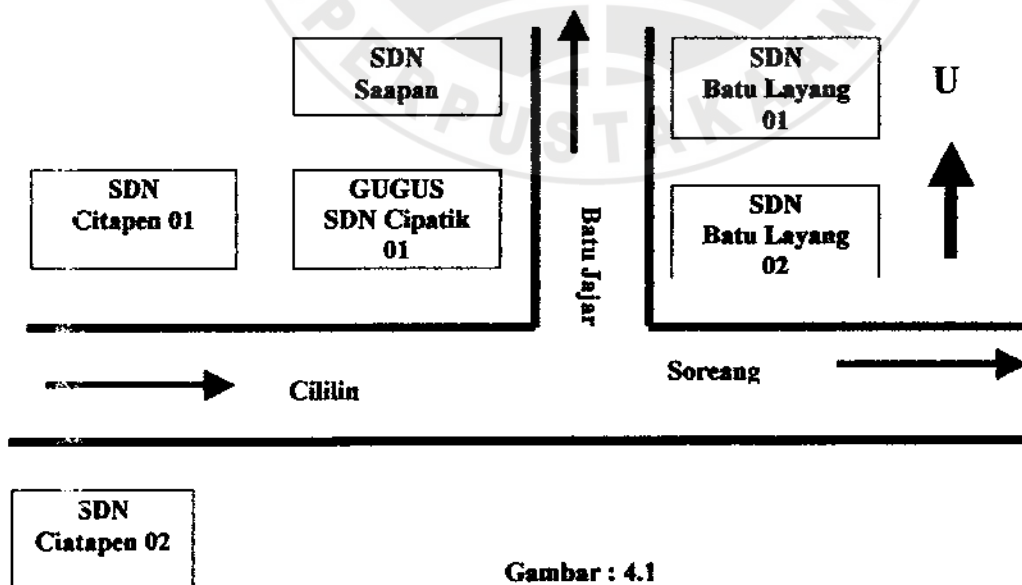 PERPUSTAKAAN
SDN
Saapan
SDN
Batu Layang
01
U
SDN
Citapen 01
GUGUS
SDN Cipatik
01
Batu Jajar
SDN
Batu Layang
02
Cililin
Soreang
SDN
Ciatapen 02
Gambar : 4.1